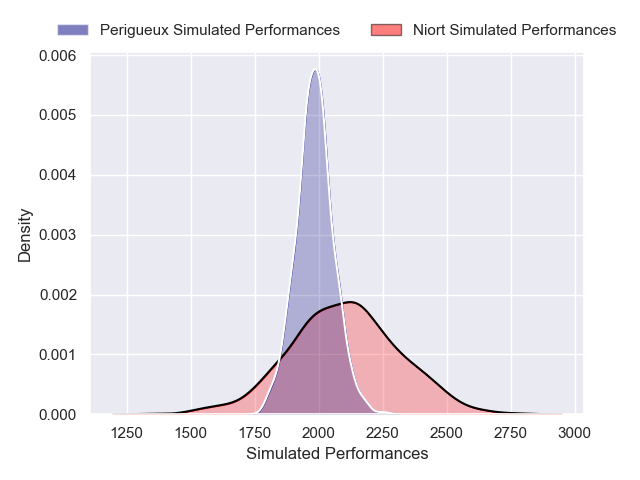 Perigueux Simulated Performances
Niort Simulated Performances
0.006
0.005
0.004
0.003
0.002
0.001
0.000
Density
1250 1500 1750 2000 2250 2500 2750 3000
Simulated Performances